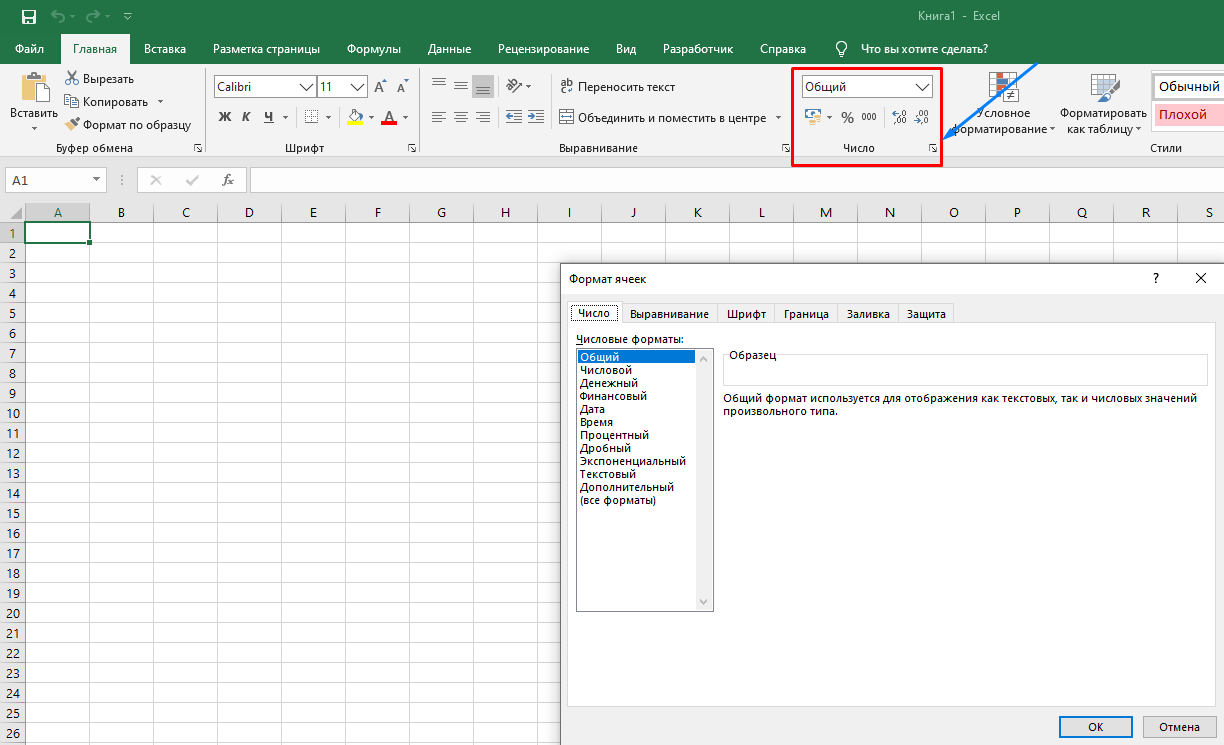 Книга1 - Excel
Файл Главная Вставка Разметка страницы Формулы Данные Рецензирование Вид Разработчик Справка Что вы хотите сделать?
Вставить
Вырезать
Копировать
Формат по образцу
Буфер обмена
Calibri 11 A A
Ж К Ч A
Шрифт
ab Переносить текст
Объединить и поместить в центре
Выравнивание
Общий
% 000 ,00 ,00
Число
Условное
форматирование
Форматировать
как таблицу
Обычный
Плохой
Стили
A1 fx
A B C D E F G H I J K L M N O P Q R S
1
2
3
4
5
6
7
8
9
10
11
12
13
14
15
16
17
18
19
20
21
22
23
24
25
26
Формат ячеек ?
Число Выравнивание Шрифт Граница Заливка Защита
Числовые форматы:
Общий
Числовой
Денежный
Финансовый
Дата
Время
Процентный
Дробный
Экспоненциальный
Текстовый
Дополнительный
(все форматы)
Образец
Общий формат используется для отображения как текстовых, так и числовых значений
произвольного типа.
OK Отмена